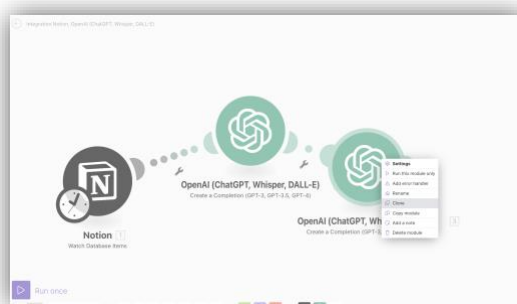 Integration Notion, OpenAI (ChatGPT, Whisper, DALL-E)
OpenAI (ChatGPT, Whisper, DALL-E)
Create a Completion (GPT-3, GPT-3.5, GPT-4)
Notion 1
Watch Database Items
OpenAI (ChatGPT, Wh
Create a Completion (GPT-3,
Settings
Run this module only
Add error handler
Rename
Clone
Copy module
Add a note
Delete module
Run once